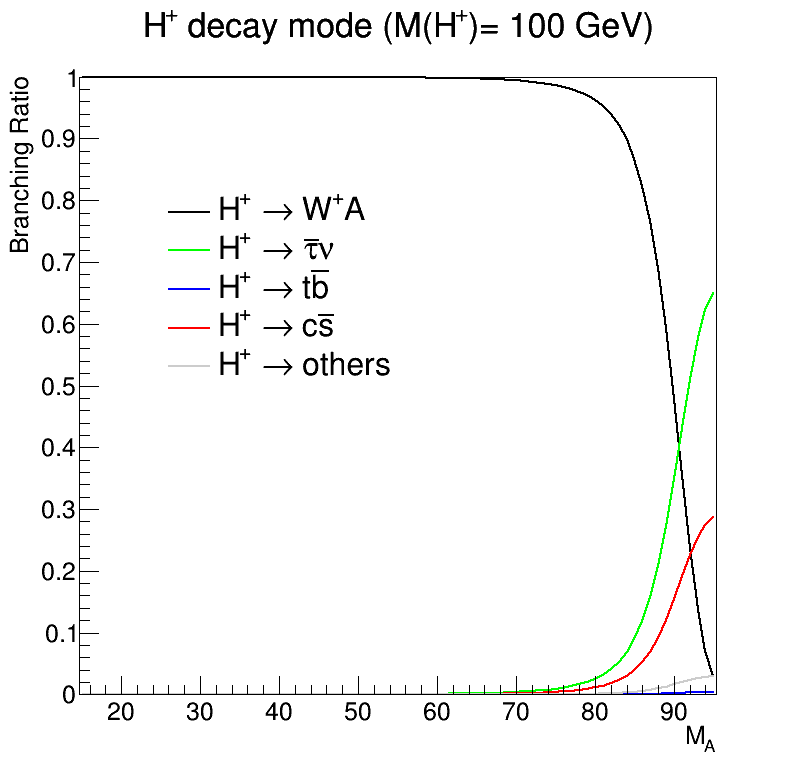 H⁺ decay mode (M(H⁺)= 100 GeV)
Branching Ratio
1
0.9
0.8
0.7
0.6
0.5
0.4
0.3
0.2
0.1
0
H⁺ → W⁺A
H⁺ → τ̅ν
H⁺ → tb̅
H⁺ → cs̅
H⁺ → others
20 30 40 50 60 70 80 90
M_A